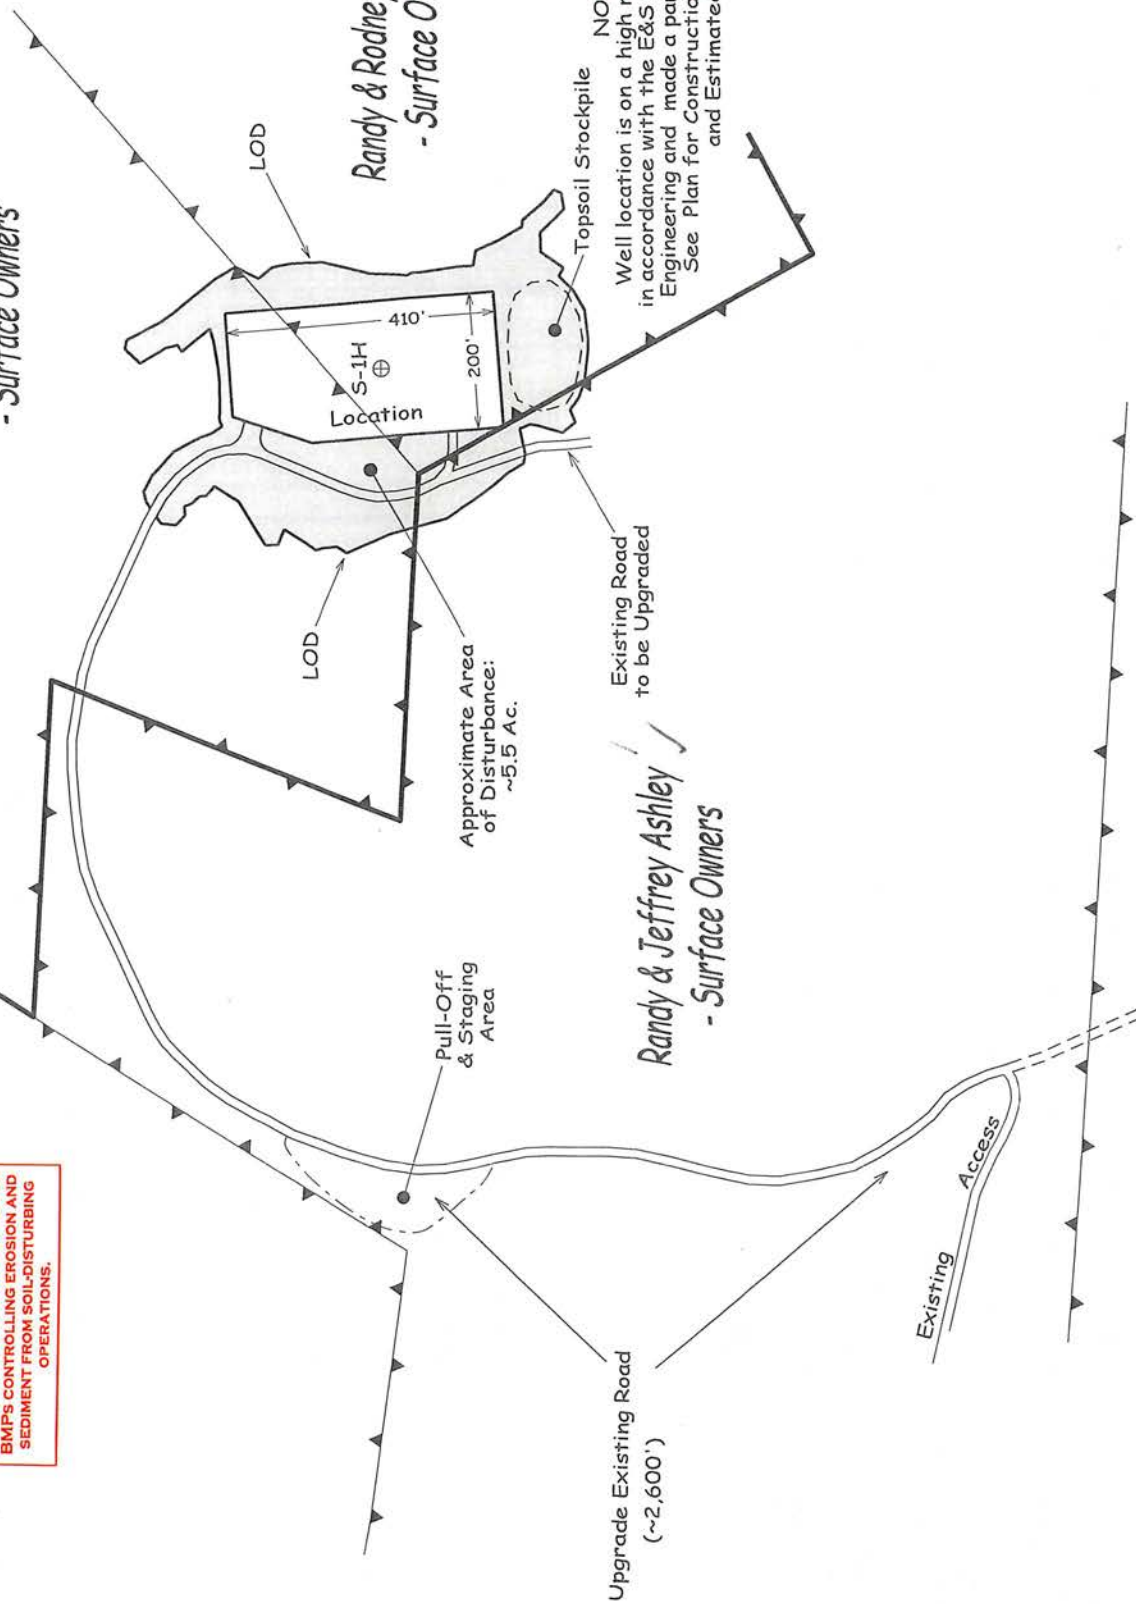 BMPS CONTROLLING EROSION AND
SEDIMENT FROM SOIL-DISTURBING
OPERATIONS.
- Surface Owners
Randy & Rodne
- Surface O
LOD
NO
Well location is on a high
in accordance with the E&S
Engineering and made a
See Plan for
and
Topsoil Stockpile
410'
200'
S-1H
Location
LOD
Approximate Area
of Disturbance:
~5.5 Ac.
Existing Road
to be Upgraded
Pull-Off
& Staging
Area
Randy & Jeffrey Ashley
- Surface Owners
Upgrade Existing Road
(~2,600')
Existing Access